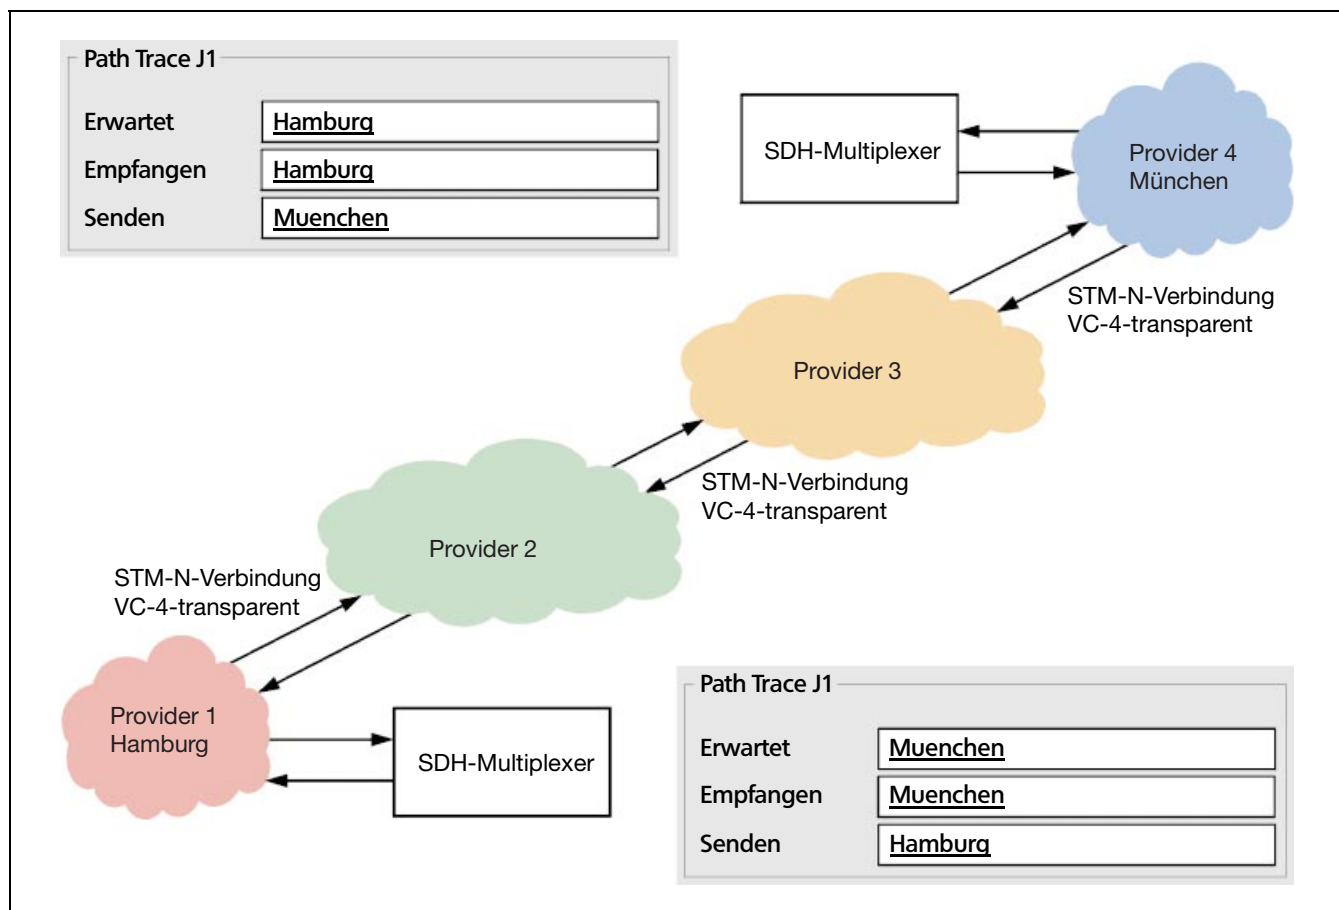 Path Trace J1
Erwartet Hamburg
Empfangen Hamburg
Senden Muenchen
SDH-Multiplexer
Provider 4
München
STM-N-Verbindung
VC-4-transparent
Provider 3
STM-N-Verbindung
VC-4-transparent
Provider 2
STM-N-Verbindung
VC-4-transparent
Provider 1
Hamburg
SDH-Multiplexer
Path Trace J1
Erwartet Muenchen
Empfangen Muenchen
Senden Hamburg